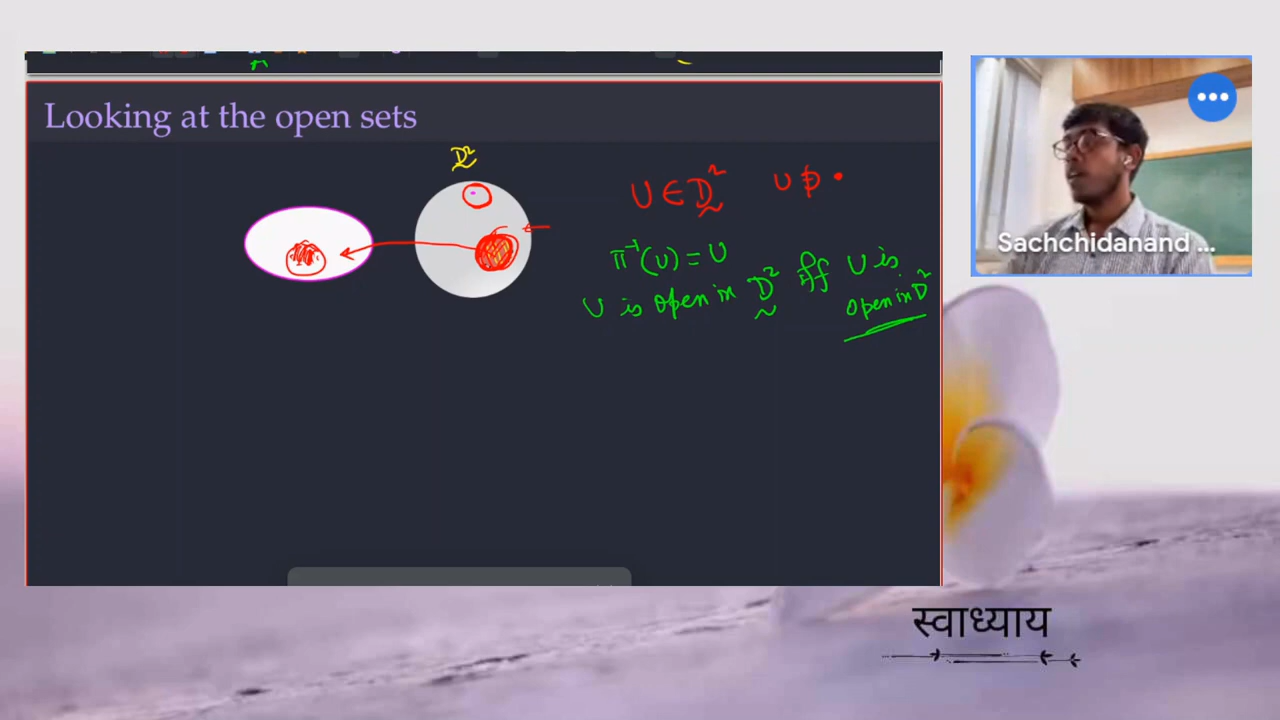 Looking at the open sets
D²
~
U ∈ D² U ∌ •
~
π⁻¹(U) = U
U is open in D² iff U is
~
open in D²
Sachchidanand ...
स्वाध्याय